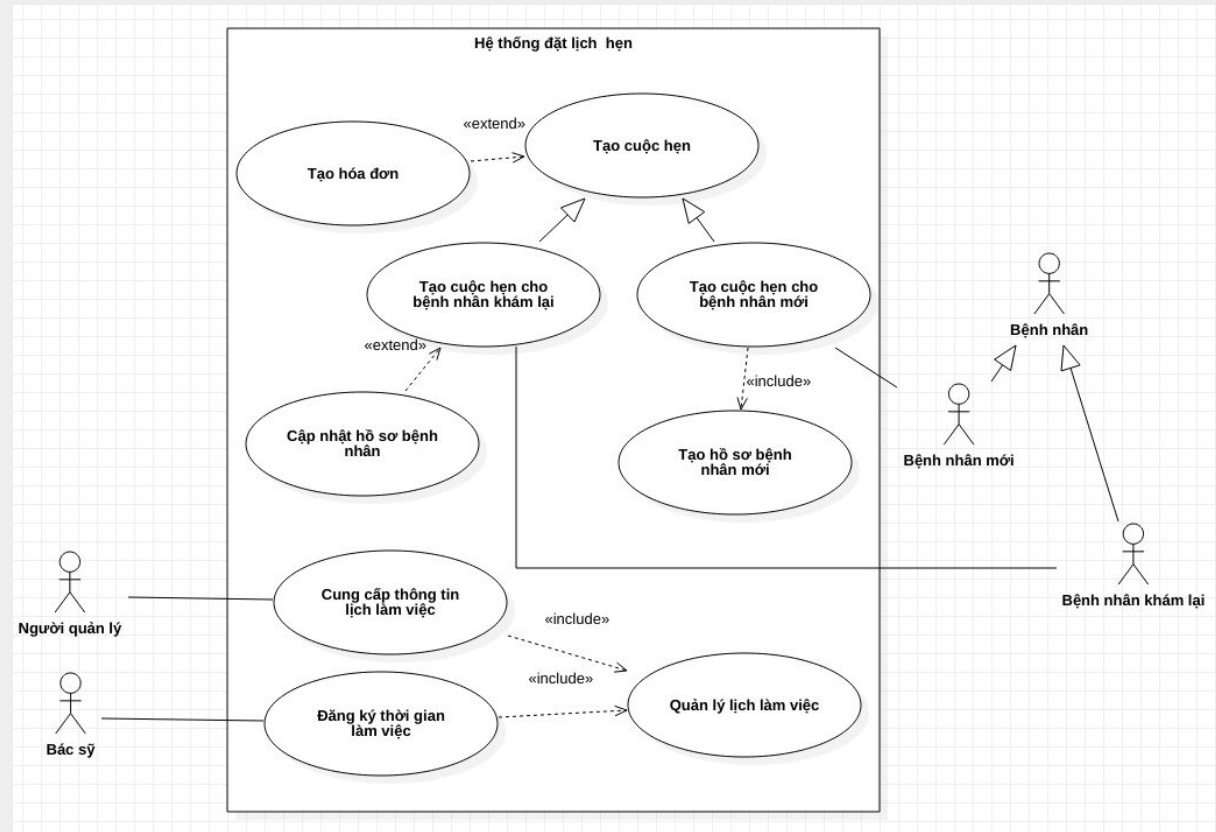 Hệ thống đặt lịch hẹn
«extend»
Tạo cuộc hẹn
Tạo hóa đơn
Tạo cuộc hẹn cho
bệnh nhân khám lại
Tạo cuộc hẹn cho
bệnh nhân mới
Bệnh nhân
«extend»
«include»
Cập nhật hồ sơ bệnh
nhân
Tạo hồ sơ bệnh
nhân mới
Bệnh nhân mới
Cung cấp thông tin
lịch làm việc
Bệnh nhân khám lại
Người quản lý
«include»
«include»
Đăng ký thời gian
làm việc
Quản lý lịch làm việc
Bác sỹ